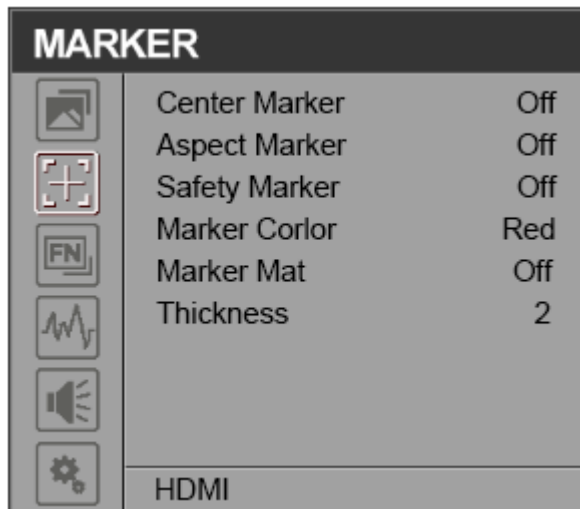 MARKER
Center Marker Off
Aspect Marker Off
Safety Marker Off
Marker Corlor Red
FN
Marker Mat Off
Thickness 2
HDMI